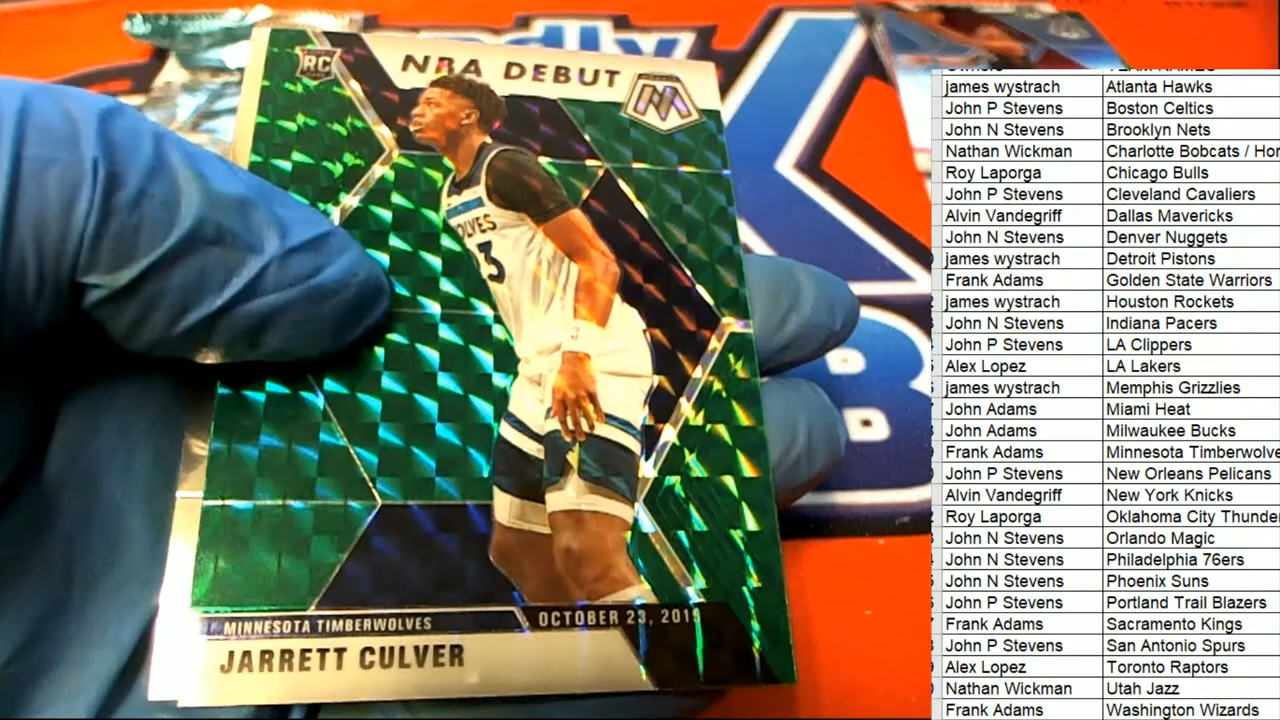 RC
NBA DEBUT
OLVES
3
MINNESOTA TIMBERWOLVES
OCTOBER 23, 2019
JARRETT CULVER
james wystrach Atlanta Hawks
John P Stevens Boston Celtics
John N Stevens Brooklyn Nets
Nathan Wickman Charlotte Bobcats / Hor
Roy Laporga Chicago Bulls
John P Stevens Cleveland Cavaliers
Alvin Vandegriff Dallas Mavericks
John N Stevens Denver Nuggets
james wystrach Detroit Pistons
Frank Adams Golden State Warriors
james wystrach Houston Rockets
John N Stevens Indiana Pacers
John P Stevens LA Clippers
Alex Lopez LA Lakers
james wystrach Memphis Grizzlies
John Adams Miami Heat
John Adams Milwaukee Bucks
Frank Adams Minnesota Timberwolve
John P Stevens New Orleans Pelicans
Alvin Vandegriff New York Knicks
Roy Laporga Oklahoma City Thunde
John N Stevens Orlando Magic
John N Stevens Philadelphia 76ers
John N Stevens Phoenix Suns
John P Stevens Portland Trail Blazers
Frank Adams Sacramento Kings
John P Stevens San Antonio Spurs
Alex Lopez Toronto Raptors
Nathan Wickman Utah Jazz
Frank Adams Washington Wizards